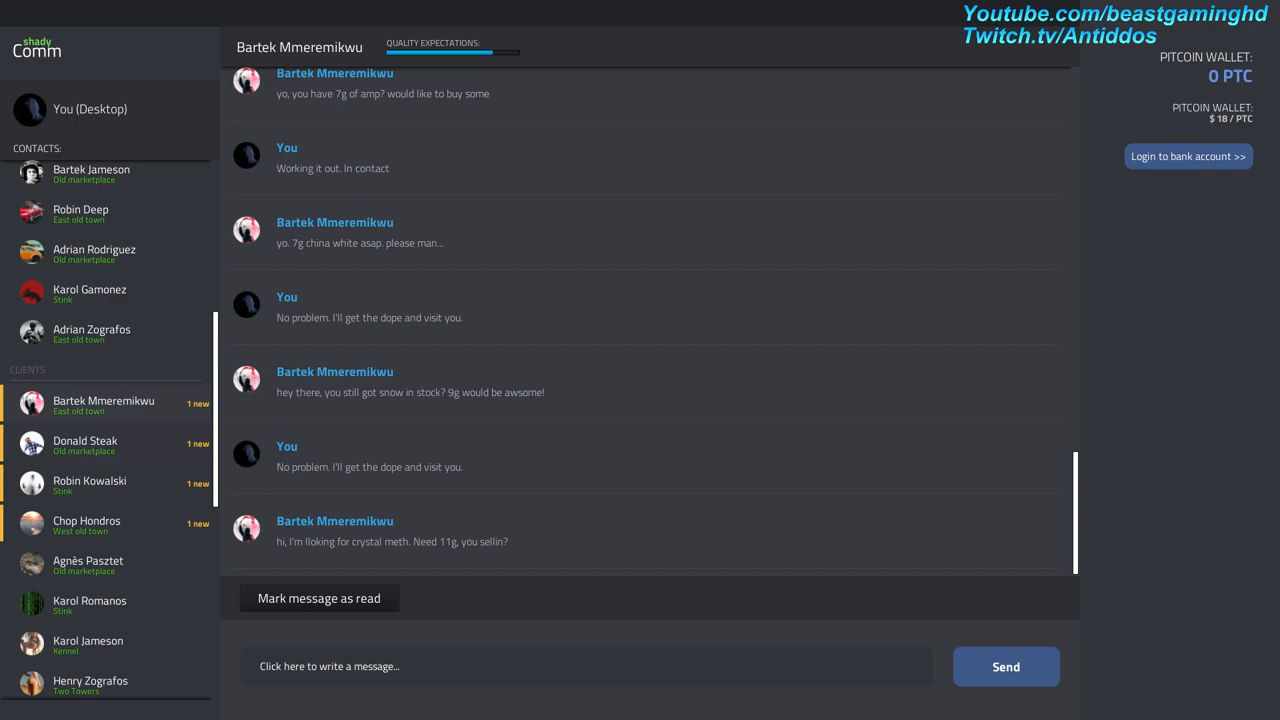 Youtube.com/beastgaminghd
Twitch.tv/Antiddos
shady
Comm
You (Desktop)
CONTACTS:
Bartek Jameson
Old marketplace
Robin Deep
East old town
Adrian Rodriguez
Old marketplace
Karol Gamonez
Stink
Adrian Zografos
East old town
CLIENTS
Bartek Mmeremikwu
East old town
1 new
Donald Steak
Old marketplace
1 new
Robin Kowalski
Stink
1 new
Chop Hondros
West old town
1 new
Agnès Pasztet
Old marketplace
Karol Romanos
Stink
Karol Jameson
Kennel
Henry Zografos
Two Towers
Bartek Mmeremikwu
QUALITY EXPECTATIONS:
Bartek Mmeremikwu
yo, you have 7g of amp? would like to buy some
You
Working it out. In contact
Bartek Mmeremikwu
yo. 7g china white asap. please man...
You
No problem. I'll get the dope and visit you.
Bartek Mmeremikwu
hey there, you still got snow in stock? 9g would be awsome!
You
No problem. I'll get the dope and visit you.
Bartek Mmeremikwu
hi, I'm lloking for crystal meth. Need 11g, you sellin?
Mark message as read
Click here to write a message...
Send
PITCOIN WALLET:
0 PTC
PITCOIN WALLET:
$ 18 / PTC
Login to bank account >>